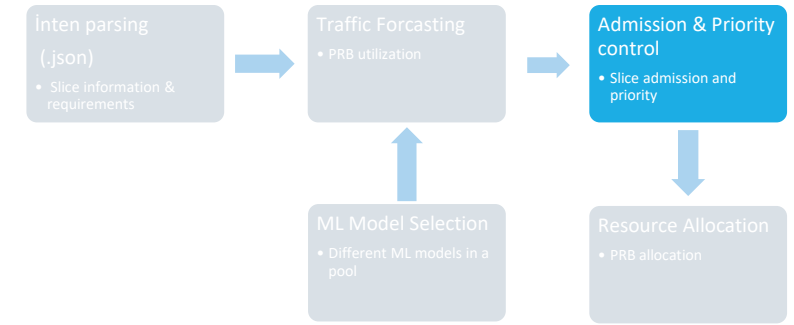 İnten parsing
(.json)
• Slice information &
requirements
Traffic Forcasting
• PRB utilization
Admission & Priority
control
• Slice admission and
priority
ML Model Selection
• Different ML models in a
pool
Resource Allocation
• PRB allocation